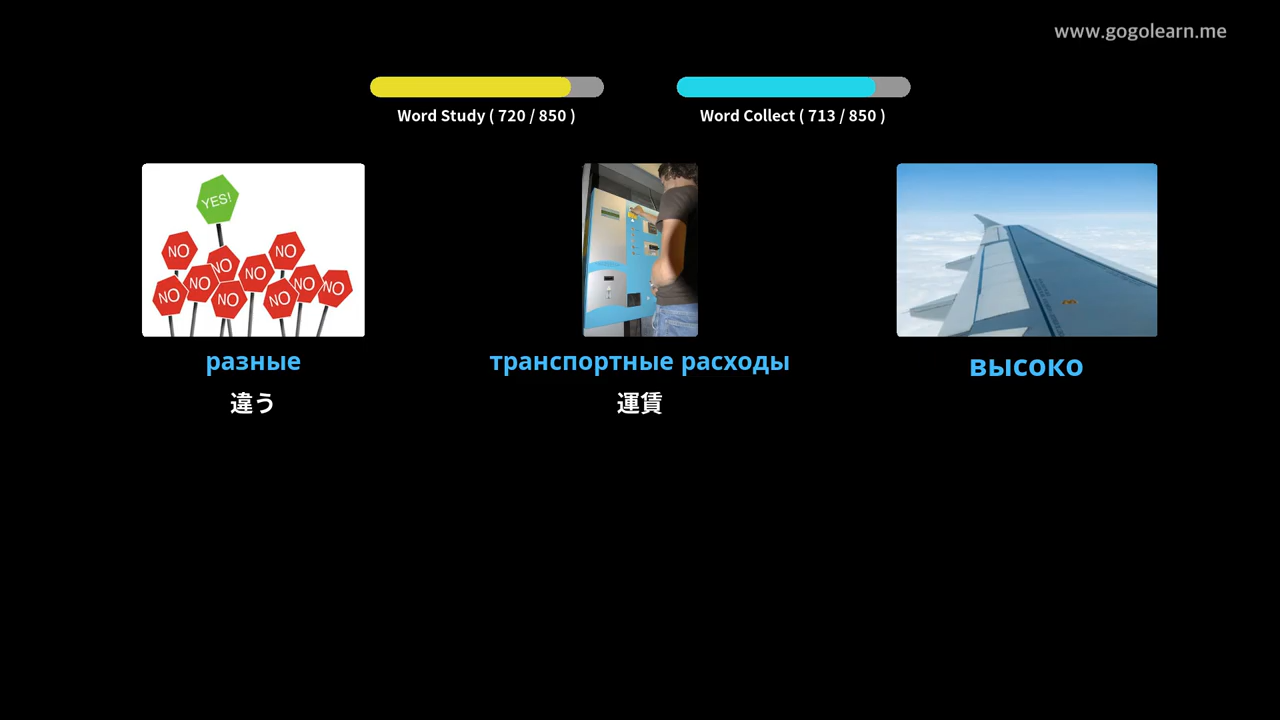 www.gogolearn.me
Word Study ( 720 / 850 )
Word Collect ( 713 / 850 )
YES!
NO
NO
NO
NO
NO
NO
NO
NO
NO
NO
разные
транспортные расходы
высоко
違う
運賃